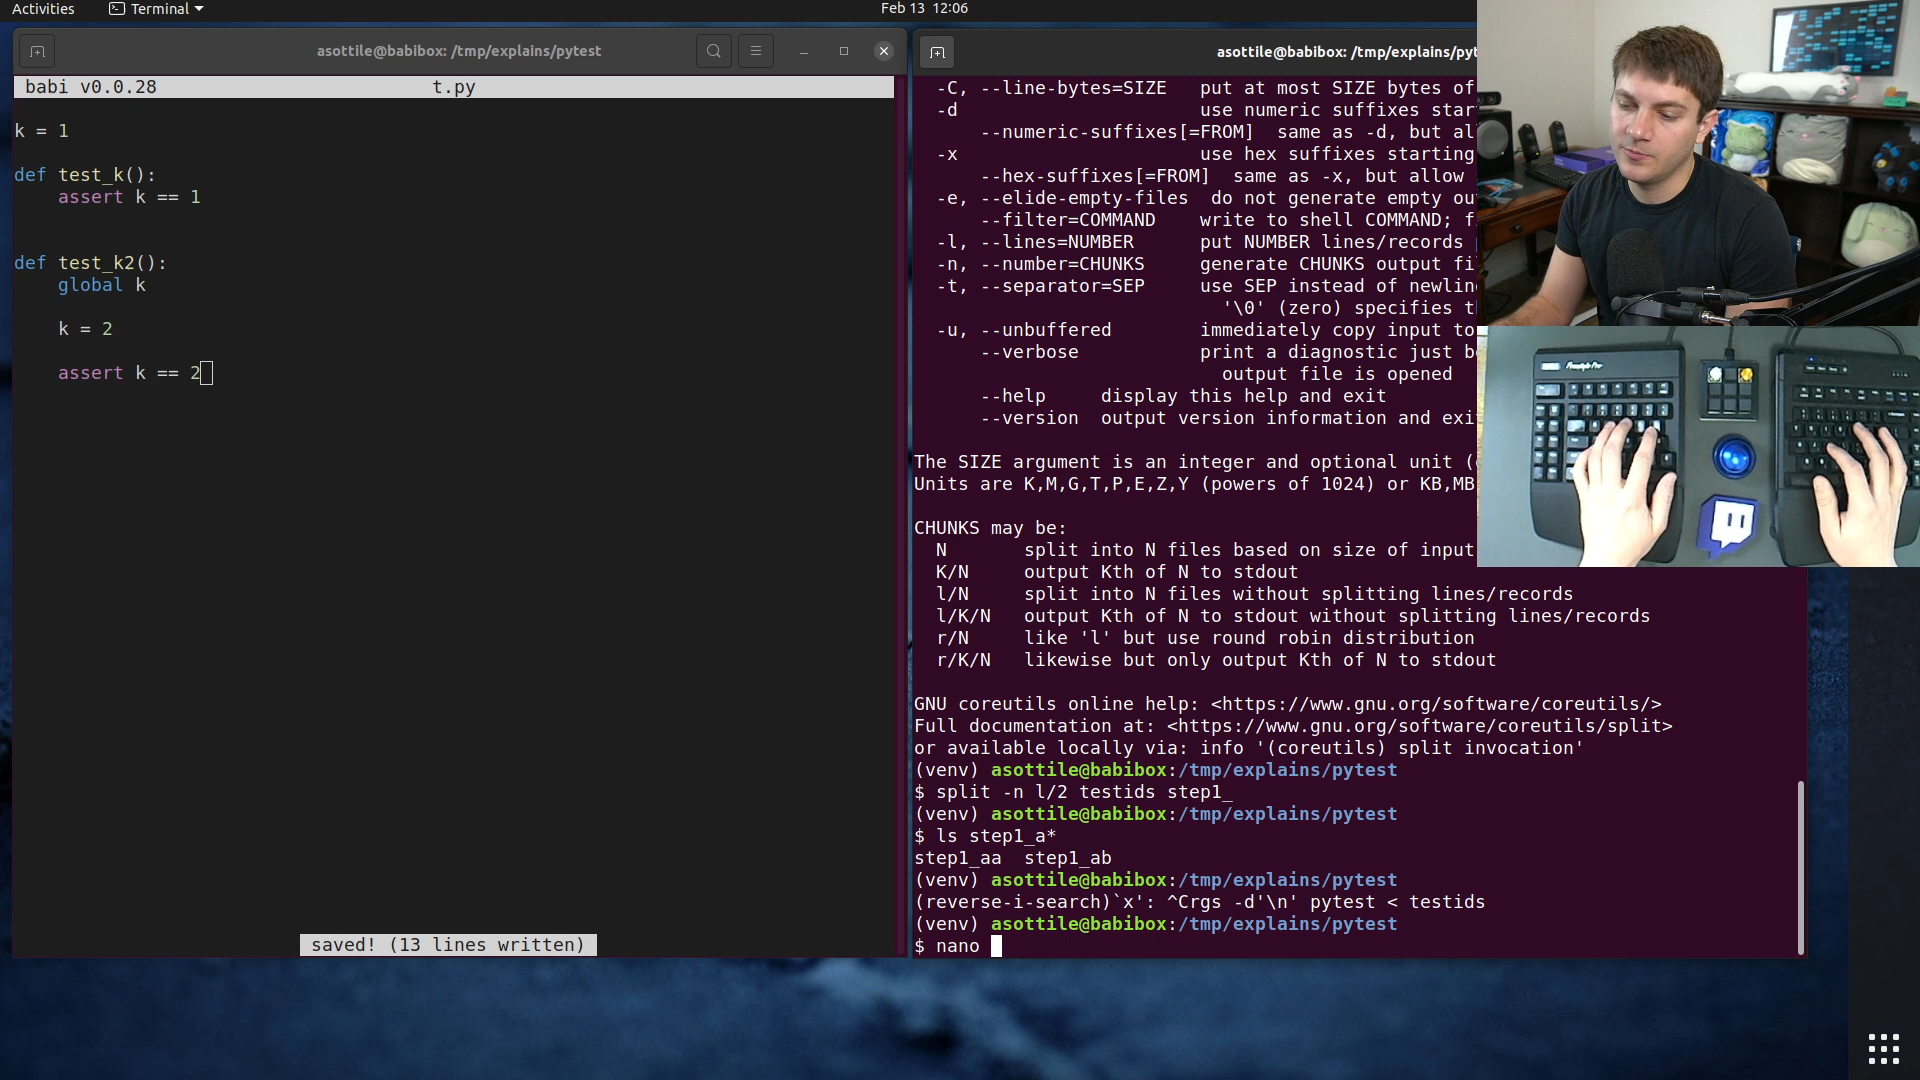 Activities
Terminal
Feb 13 12:06
asottile@babibox: /tmp/explains/pytest
babi v0.0.28 t.py
k = 1
def test_k():
    assert k == 1
def test_k2():
    global k
    k = 2
    assert k == 2
saved! (13 lines written)
asottile@babibox: /tmp/explains/pyt
-C, --line-bytes=SIZE put at most SIZE bytes of
-d use numeric suffixes star
--numeric-suffixes[=FROM] same as -d, but al
-x use hex suffixes starting
--hex-suffixes[=FROM] same as -x, but allow
-e, --elide-empty-files do not generate empty ou
--filter=COMMAND write to shell COMMAND; f
-l, --lines=NUMBER put NUMBER lines/records
-n, --number=CHUNKS generate CHUNKS output fi
-t, --separator=SEP use SEP instead of newlin
'\0' (zero) specifies t
-u, --unbuffered immediately copy input to
--verbose print a diagnostic just b
output file is opened
--help display this help and exit
--version output version information and exi
The SIZE argument is an integer and optional unit (
Units are K,M,G,T,P,E,Z,Y (powers of 1024) or KB,MB
CHUNKS may be:
N split into N files based on size of input
K/N output Kth of N to stdout
l/N split into N files without splitting lines/records
l/K/N output Kth of N to stdout without splitting lines/records
r/N like 'l' but use round robin distribution
r/K/N likewise but only output Kth of N to stdout
GNU coreutils online help: <https://www.gnu.org/software/coreutils/>
Full documentation at: <https://www.gnu.org/software/coreutils/split>
or available locally via: info '(coreutils) split invocation'
(venv) asottile@babibox:/tmp/explains/pytest
$ split -n l/2 testids step1_
(venv) asottile@babibox:/tmp/explains/pytest
$ ls step1_a*
step1_aa step1_ab
(venv) asottile@babibox:/tmp/explains/pytest
(reverse-i-search)`x': ^Crgs -d'\n' pytest < testids
(venv) asottile@babibox:/tmp/explains/pytest
$ nano
Freestyle Pro